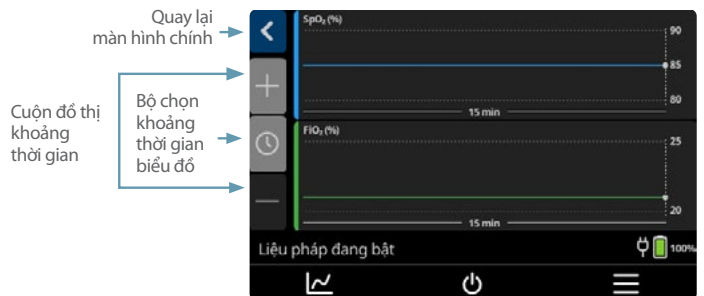 Quay lại
màn hình chính
Cuộn đồ thị
khoảng
thời gian
Bộ chọn
khoảng
thời gian
biểu đồ
SpO₂ (%)
90
85
80
15 min
FiO₂ (%)
25
20
15 min
Liệu pháp đang bật
100%